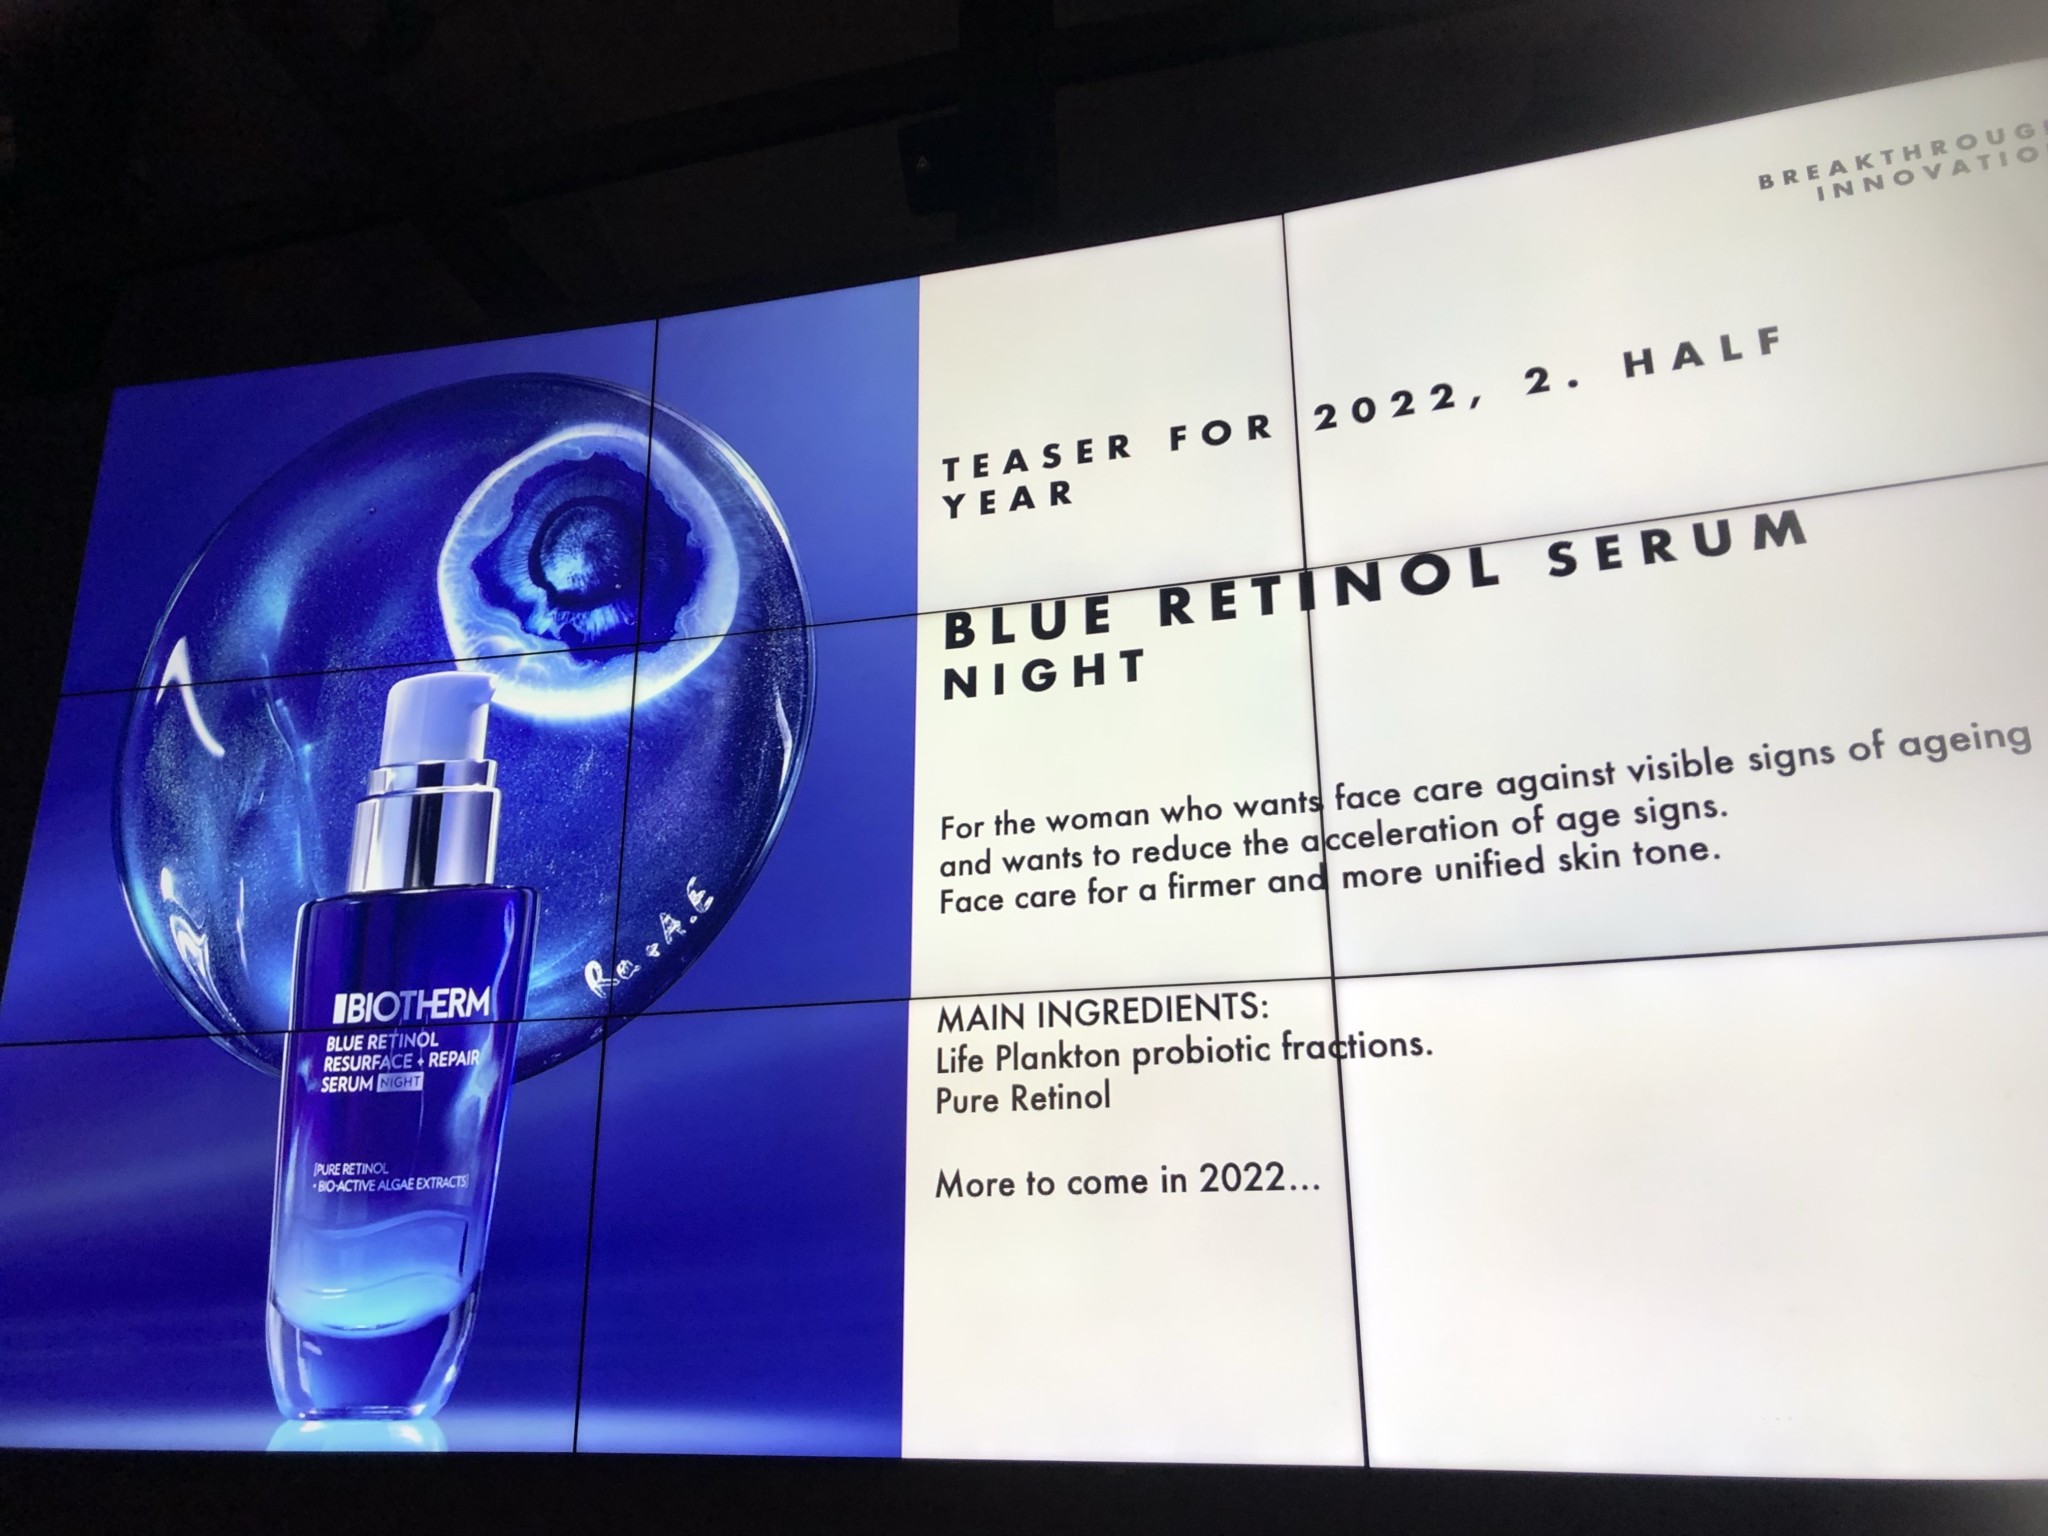 BREAKTHROUG
INNOVATIO
TEASER FOR 2022, 2. HALF
YEAR
BLUE RETINOL SERUM
NIGHT
For the woman who wants face care against visible signs of ageing
and wants to reduce the acceleration of age signs.
Face care for a firmer and more unified skin tone.
MAIN INGREDIENTS:
Life Plankton probiotic fractions.
Pure Retinol
More to come in 2022...
BIOTHERM
BLUE RETINOL
RESURFACE + REPAIR
SERUM NIGHT
[PURE RETINOL
+ BIO-ACTIVE ALGAE EXTRACTS]